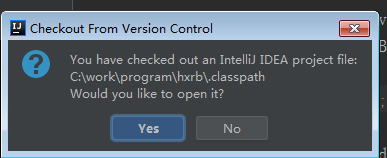 Checkout From Version Control
You have checked out an IntelliJ IDEA project file:
C:\work\program\hxrb\.classpath
Would you like to open it?
Yes
No